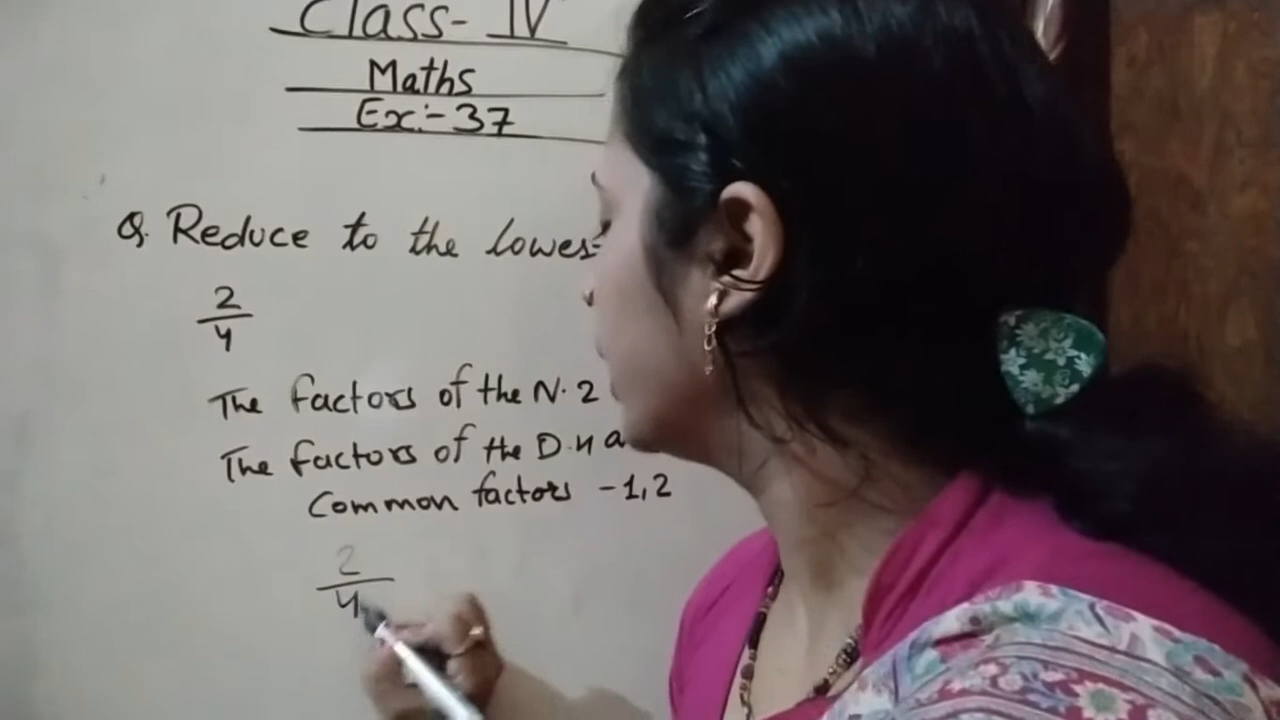 Class- IV
Maths
Ex:- 37
Q. Reduce to the lowest
2
4
The factors of the N. 2
The factors of the D. 4 a
Common factors - 1, 2
2
4